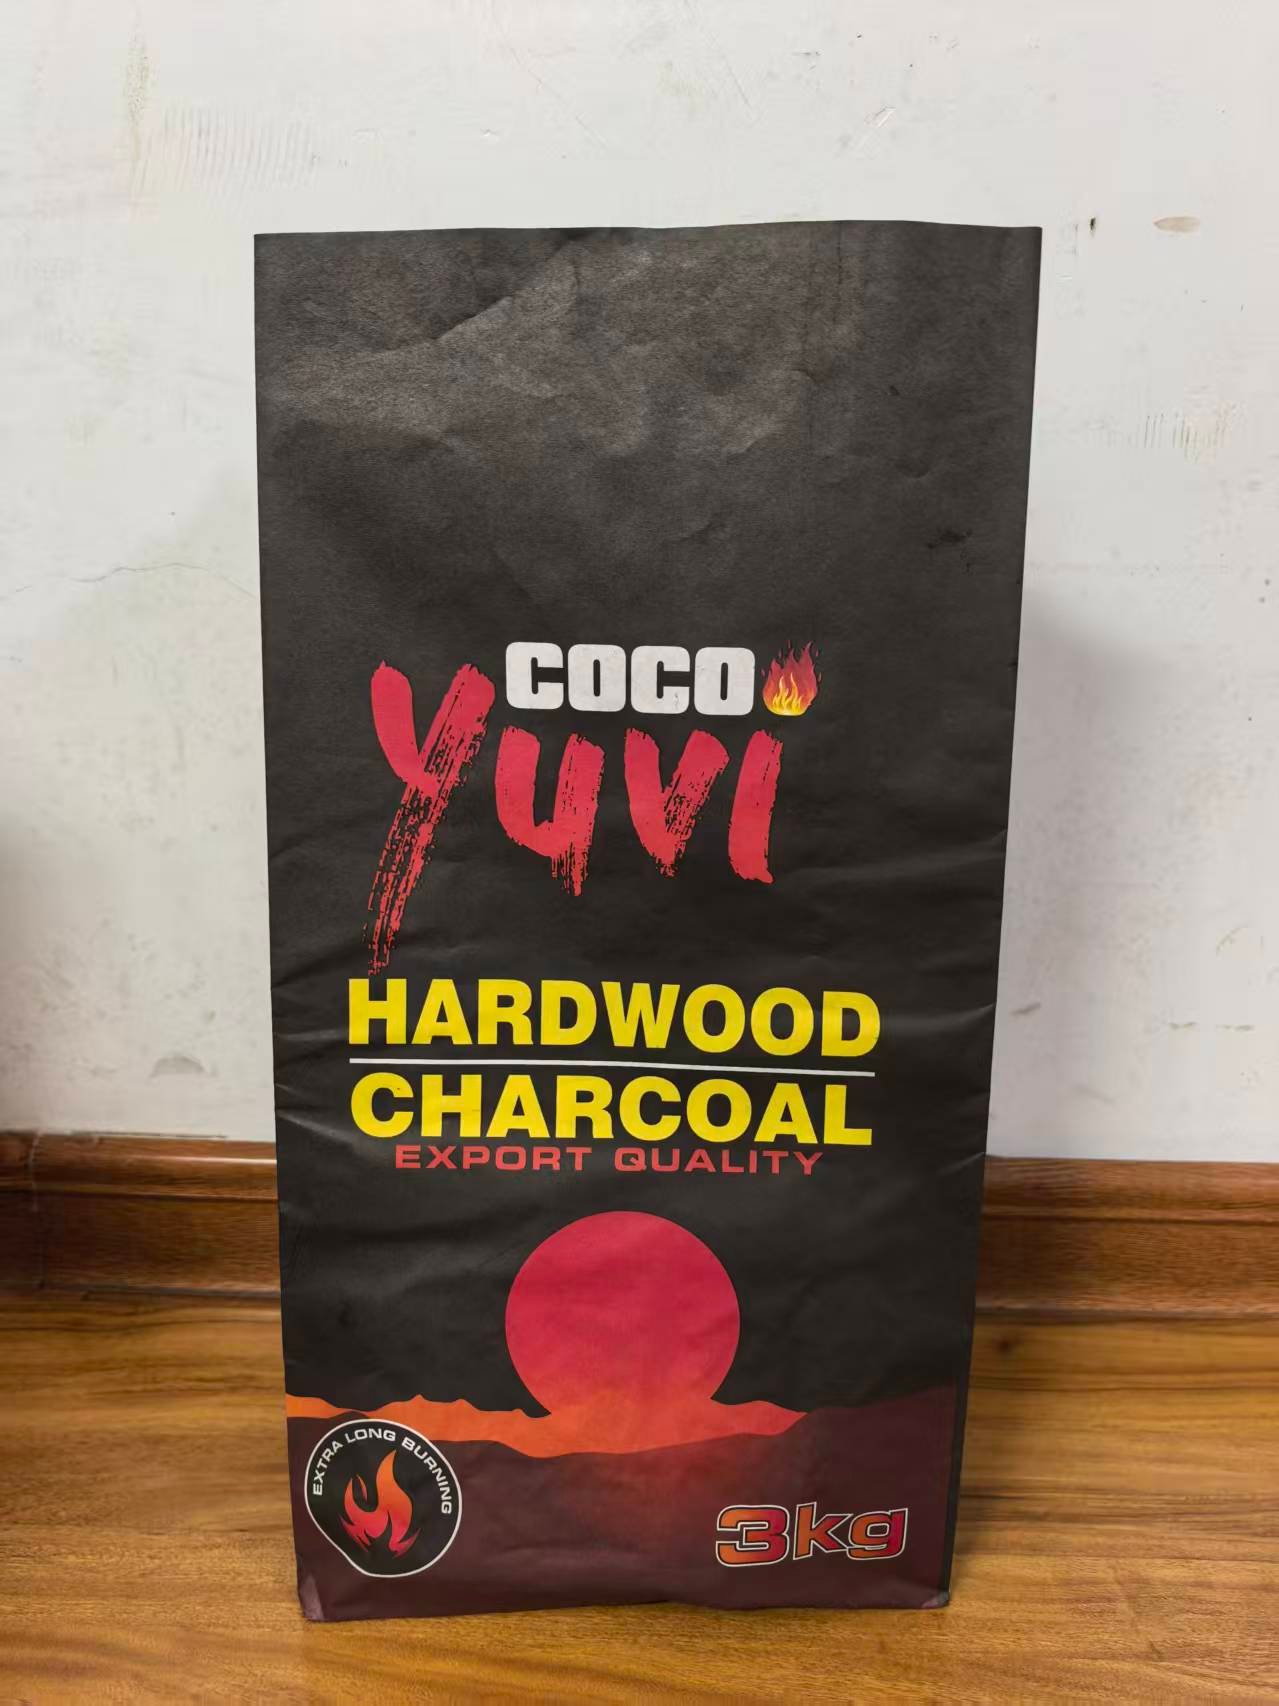 COCO
Yuvi
HARDWOOD
CHARCOAL
EXPORT QUALITY
EXTRA LONG BURNING
3kg